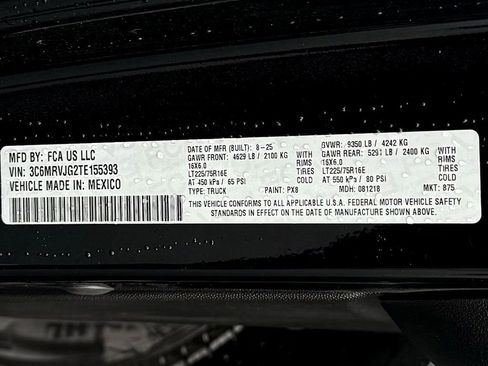 MFD BY: FCA US LLC
VIN: 3C6MRVJG2TE155393
VEHICLE MADE IN: MEXICO
DATE OF MFR (BUILT): 8-25
GAWR FRONT: 4629 LB / 2100 KG WITH
16X6.0 RIMS
LT225/75R16E TIRES
AT 450 kPa / 65 PSI
TYPE: TRUCK PAINT: PX8
GVWR: 9350 LB / 4242 KG
GAWR REAR: 5291 LB / 2400 KG WITH
16X6.0 RIMS
LT225/75R16E TIRES
AT 550 kPa / 80 PSI
MDH: 081218 MKT: 875
THIS VEHICLE CONFORMS TO ALL APPLICABLE U.S.A. FEDERAL MOTOR VEHICLE SAFETY
STANDARDS IN EFFECT ON THE DATE OF MANUFACTURE SHOWN ABOVE.